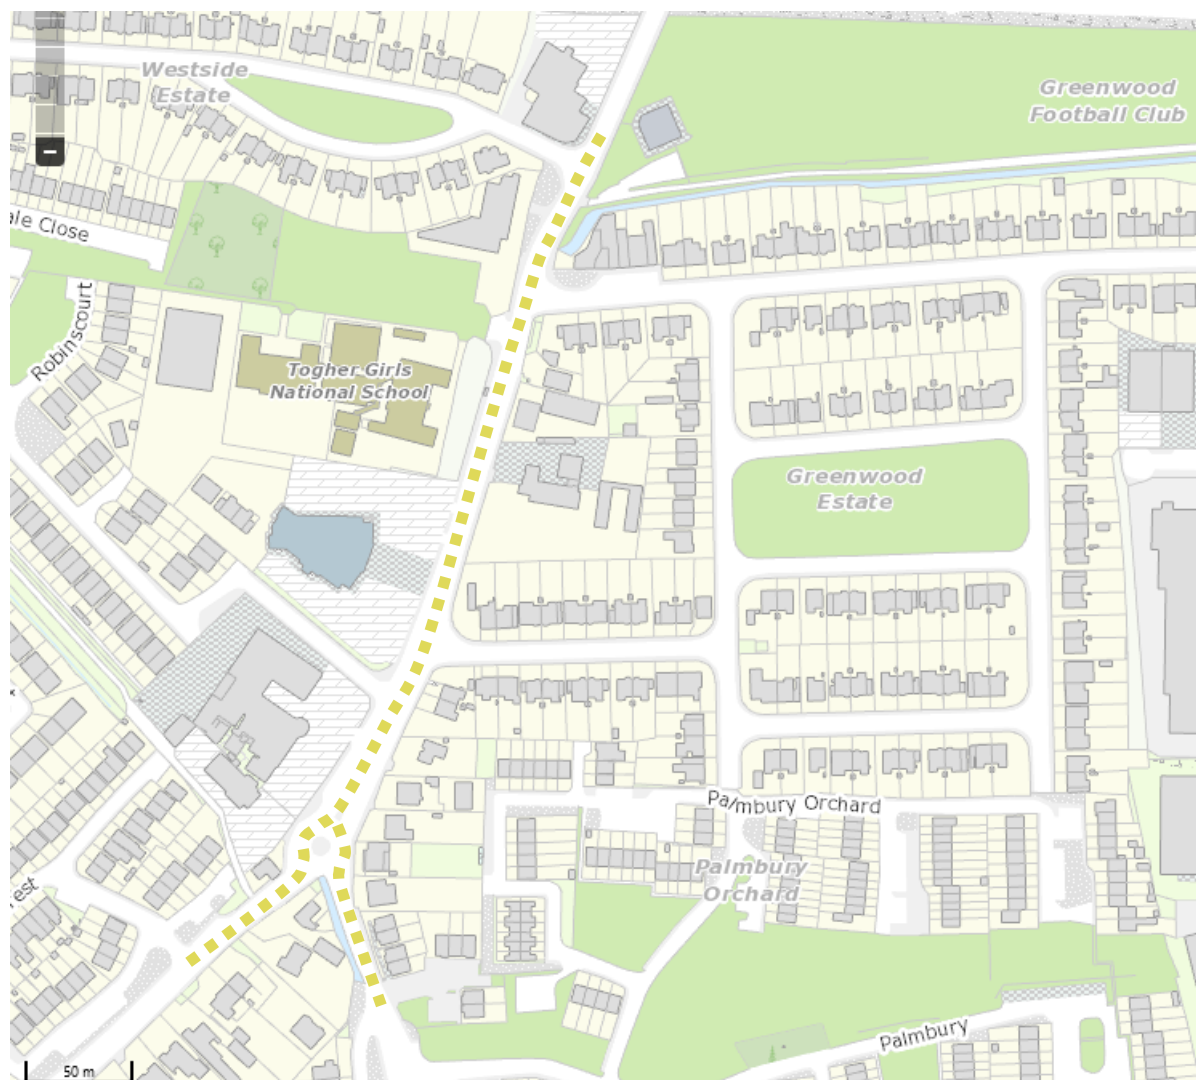 Westside
Estate
Greenwood
Football Club
ale Close
Robinscourt
Togher Girls
National School
Greenwood
Estate
Palmbury Orchard
Palmbury
Orchard
rest
Palmbury
50 m